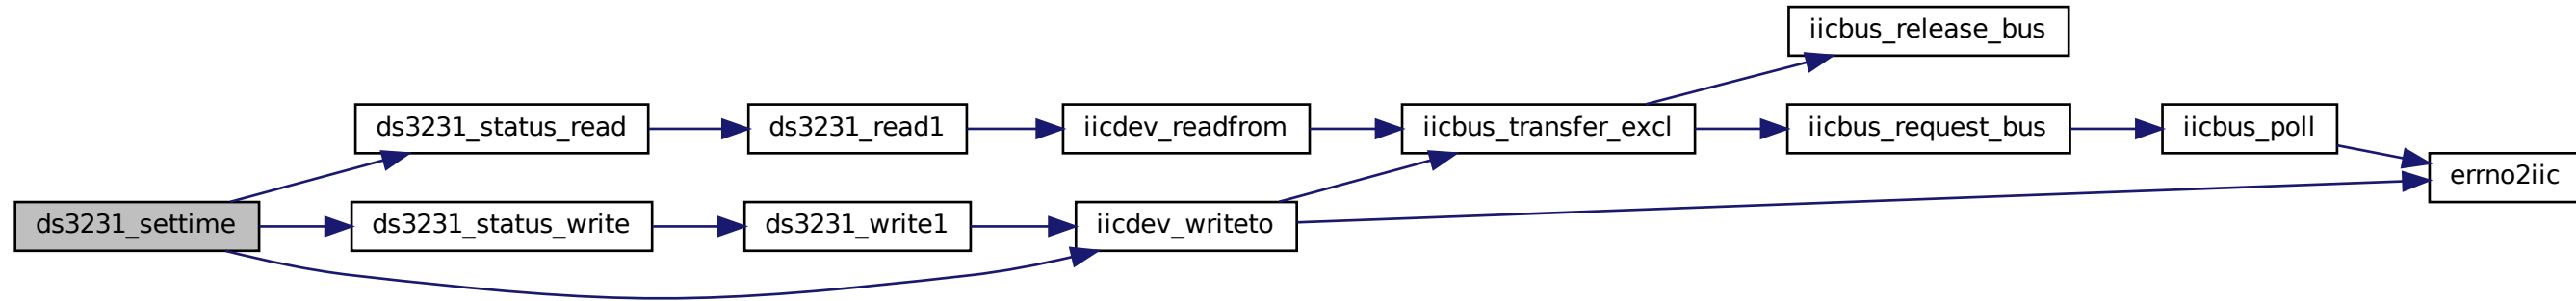 iicbus_release_bus
ds3231_status_read
ds3231_read1
iicdev_readfrom
iicbus_transfer_excl
iicbus_request_bus
iicbus_poll
errno2iic
ds3231_settime
ds3231_status_write
ds3231_write1
iicdev_writeto